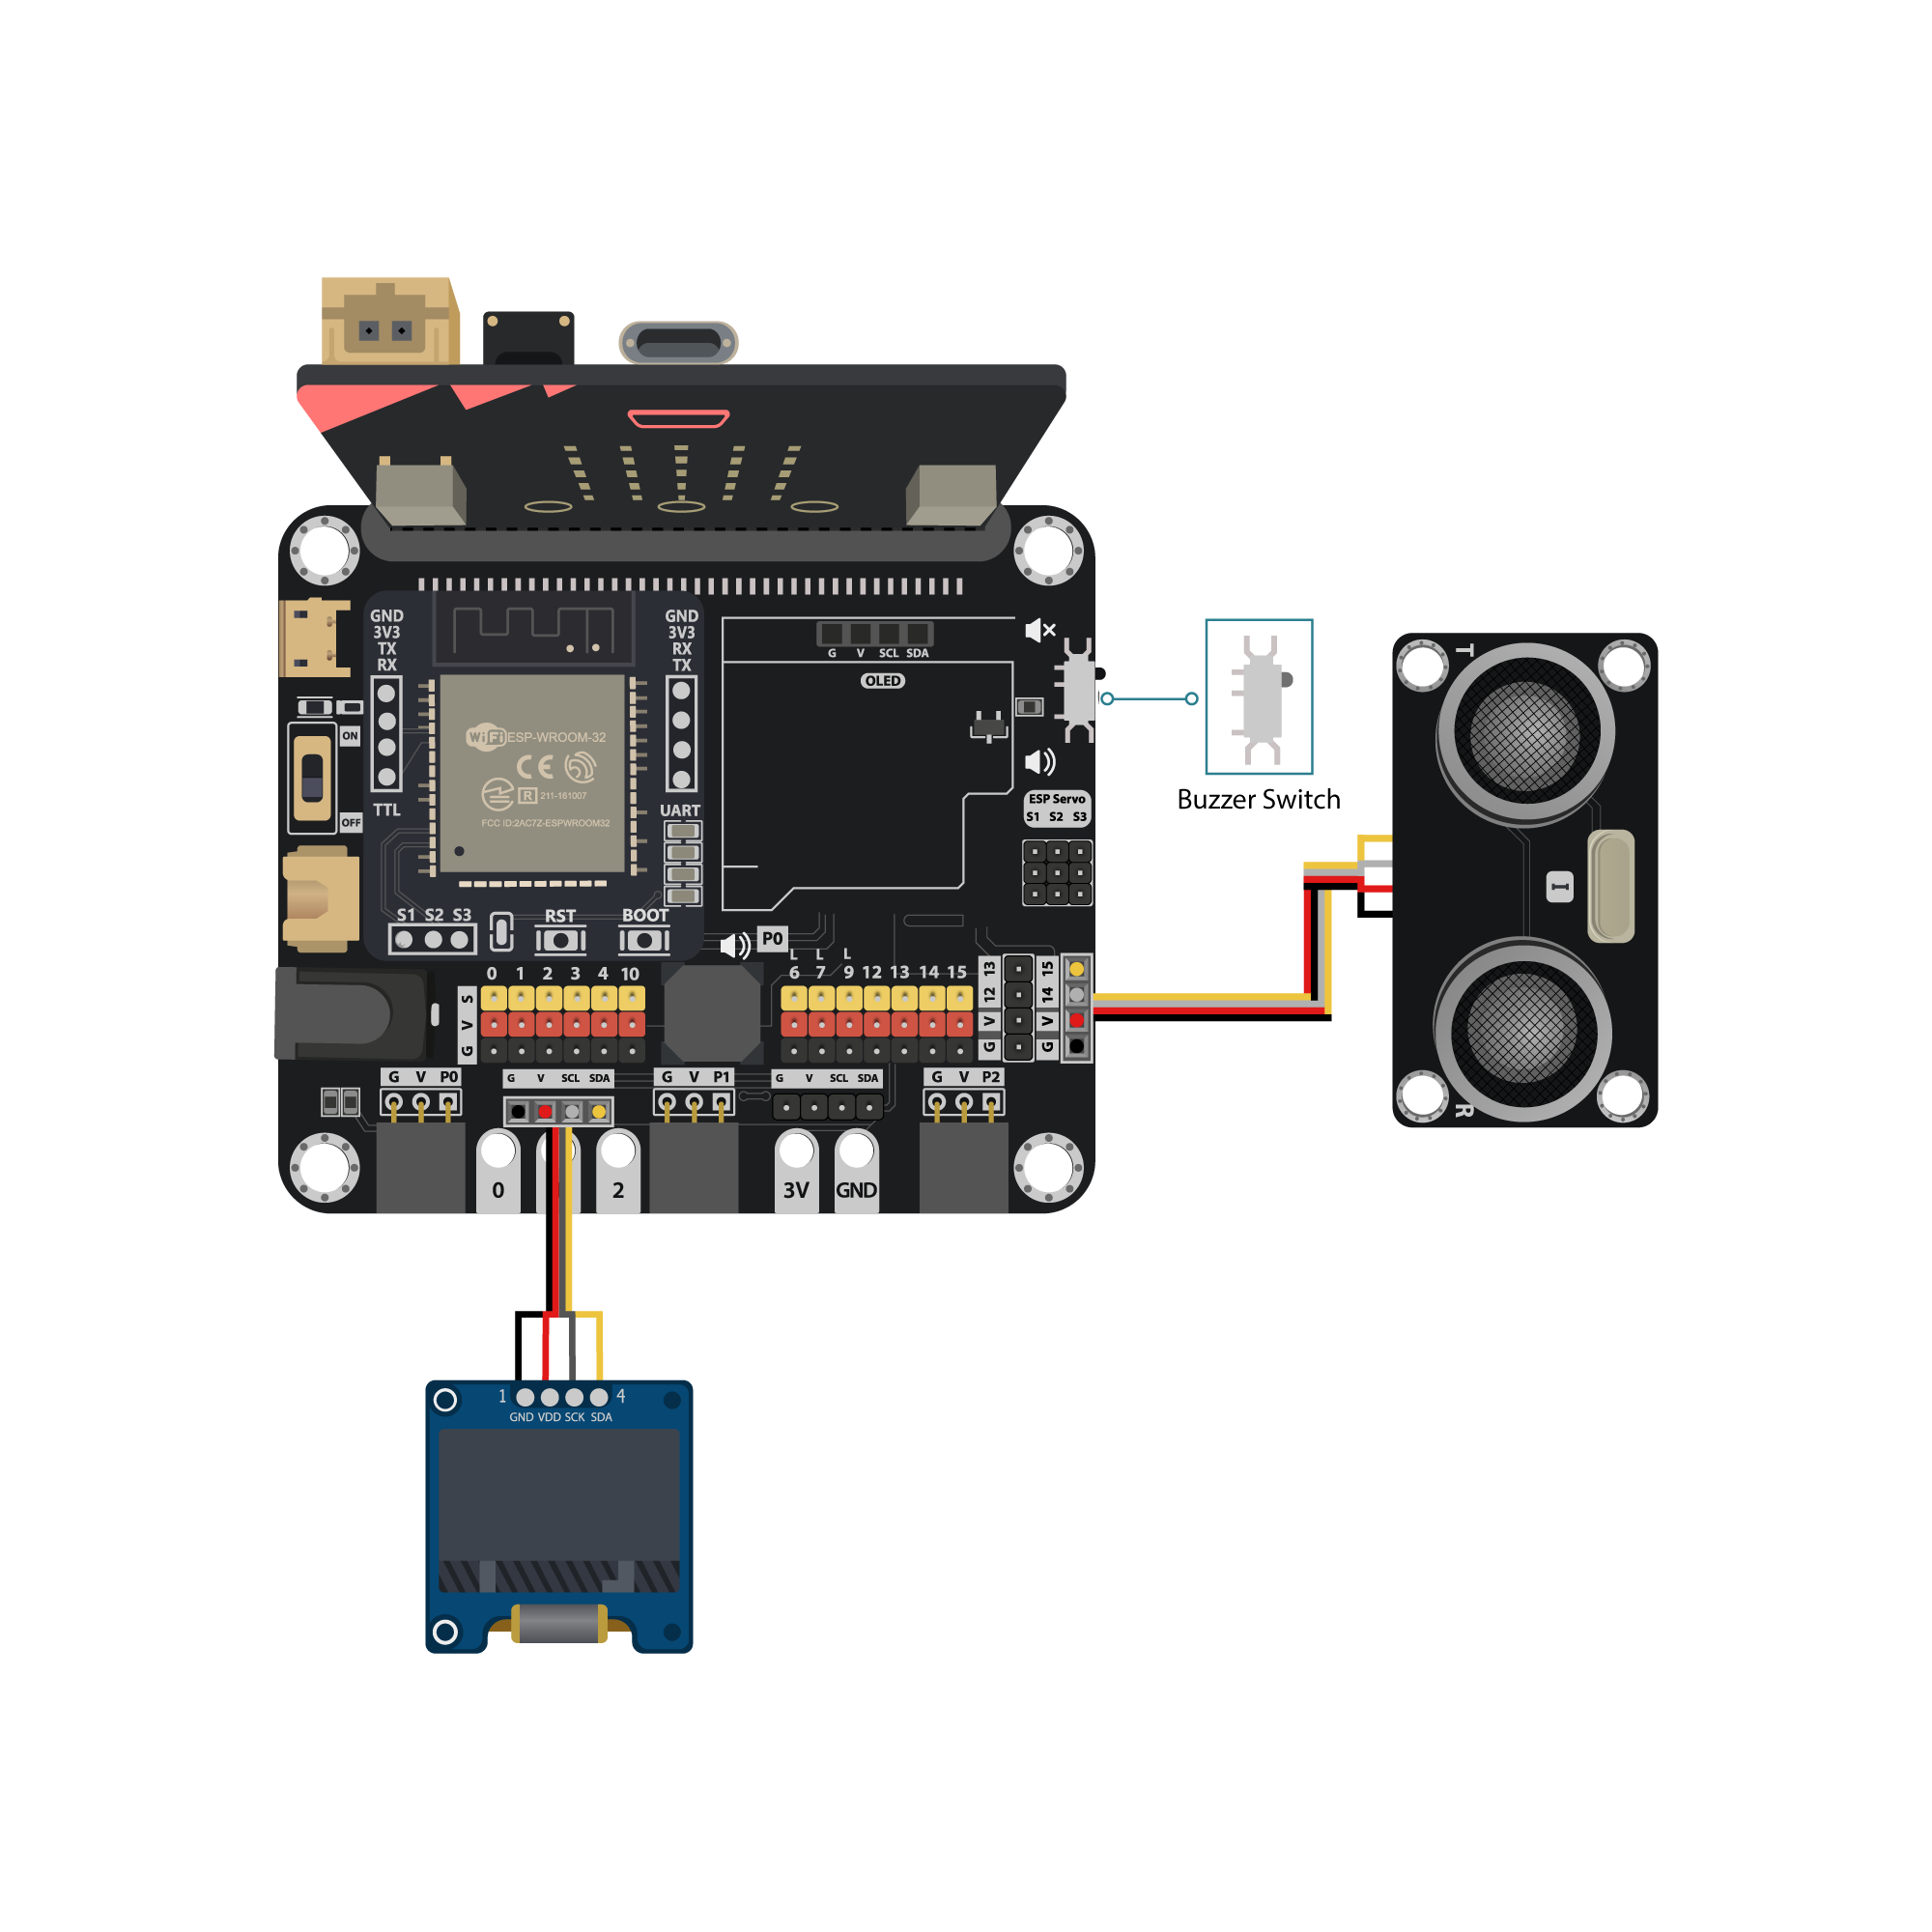 GND
3V3
TX
RX
GND
3V3
RX
TX
G V SCL SDA
OLED
ON
OFF
WiFi ESP-WROOM-32
CE
R 211-161007
FCC ID:2AC7Z-ESPWROOM32
TTL
UART
Buzzer Switch
ESP Servo
S1 S2 S3
S1 S2 S3
RST
BOOT
P0
L L L
0 1 2 3 4 10
6 7 9 12 13 14 15
S
V
G
13
12
V
G
15
14
V
G
G V P0
G V SCL SDA
G V P1
G V SCL SDA
G V P2
0
2
3V
GND
T
I
R
1
4
GND VDD SCK SDA